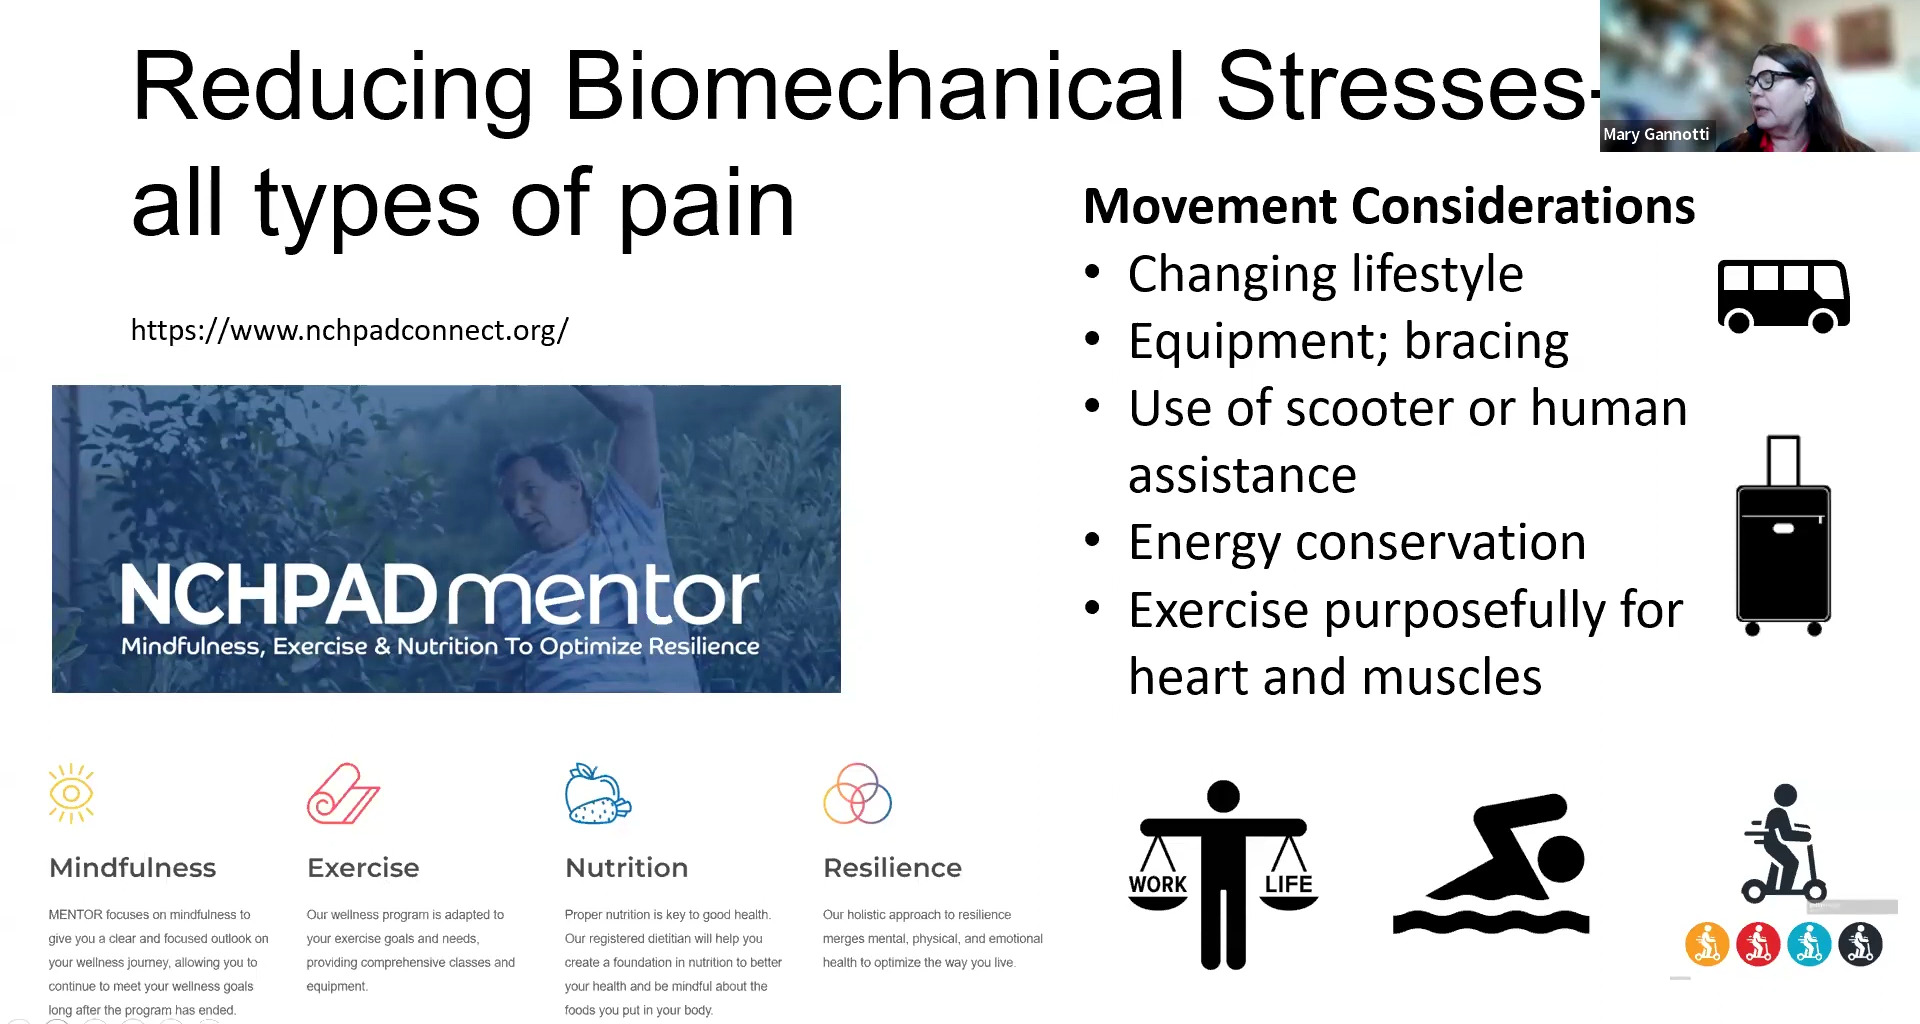 Reducing Biomechanical Stresses-
all types of pain
Mary Gannotti
https://www.nchpadconnect.org/
NCHPADmentor
Mindfulness, Exercise & Nutrition To Optimize Resilience
Movement Considerations
• Changing lifestyle
• Equipment; bracing
• Use of scooter or human
assistance
• Energy conservation
• Exercise purposefully for
heart and muscles
Mindfulness
MENTOR focuses on mindfulness to
give you a clear and focused outlook on
your wellness journey, allowing you to
continue to meet your wellness goals
long after the program has ended.
Exercise
Our wellness program is adapted to
your exercise goals and needs,
providing comprehensive classes and
equipment.
Nutrition
Proper nutrition is key to good health.
Our registered dietitian will help you
create a foundation in nutrition to better
your health and be mindful about the
foods you put in your body.
Resilience
Our holistic approach to resilience
merges mental, physical, and emotional
health to optimize the way you live.
WORK LIFE